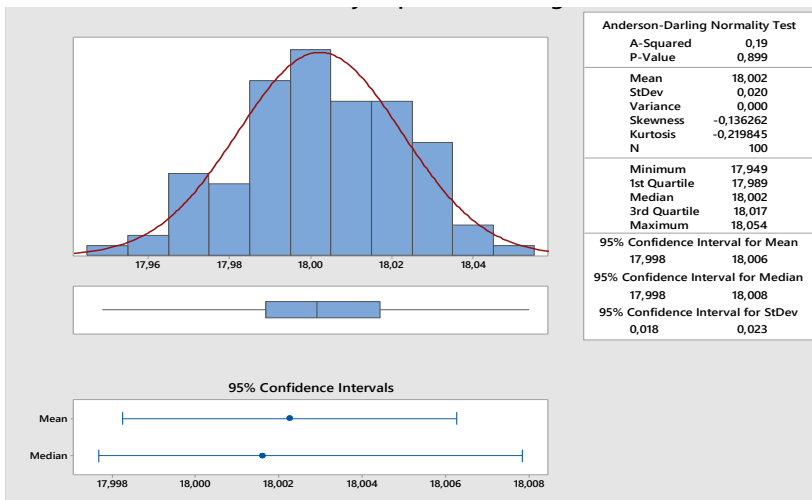 Anderson-Darling Normality Test
A-Squared 0,19
P-Value 0,899
Mean 18,002
StDev 0,020
Variance 0,000
Skewness -0,136262
Kurtosis -0,219845
N 100
Minimum 17,949
1st Quartile 17,989
Median 18,002
3rd Quartile 18,017
Maximum 18,054
95% Confidence Interval for Mean
17,998 18,006
95% Confidence Interval for Median
17,998 18,008
95% Confidence Interval for StDev
0,018 0,023
17,96 17,98 18,00 18,02 18,04
95% Confidence Intervals
Mean
Median
17,998 18,000 18,002 18,004 18,006 18,008